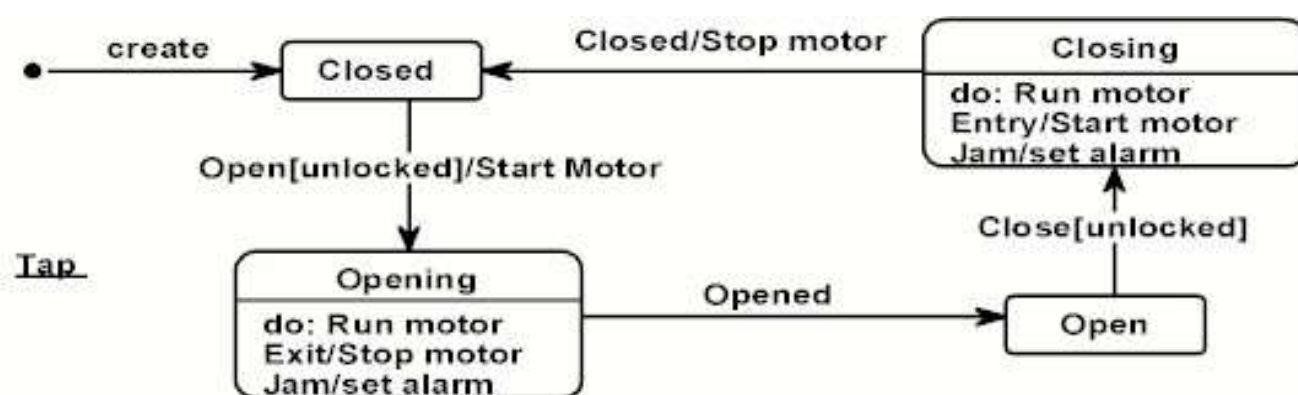 create
Closed
Closed/Stop motor
Closing
do: Run motor
Entry/Start motor
Jam/set alarm
Open[unlocked]/Start Motor
Close[unlocked]
Tap
Opening
do: Run motor
Exit/Stop motor
Jam/set alarm
Opened
Open